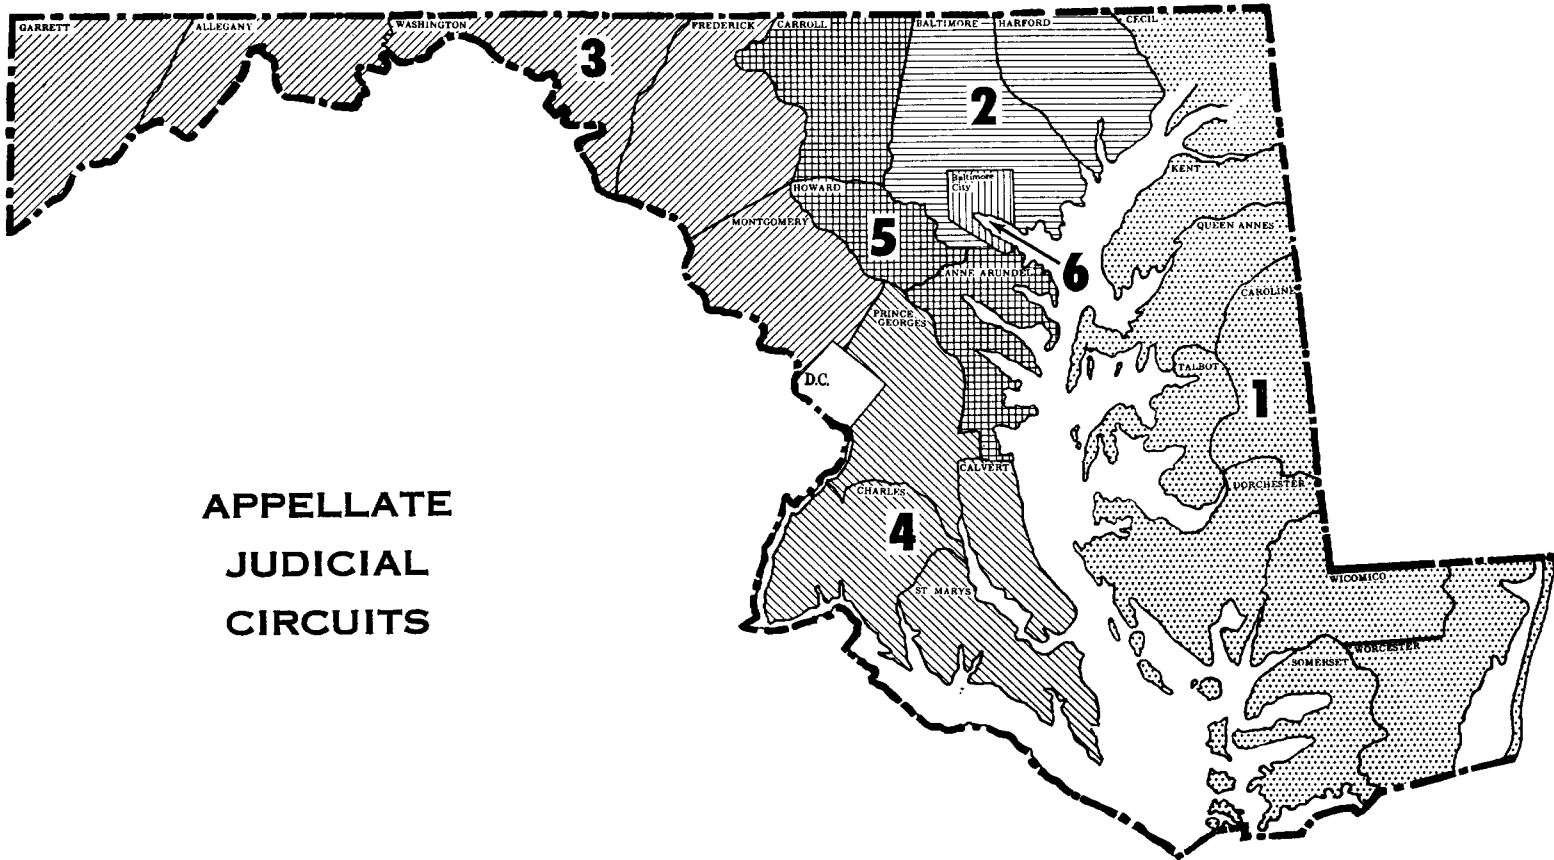 GARRETT
ALLEGANY
WASHINGTON
FREDERICK
CARROLL
BALTIMORE
HARFORD
CECIL
3
2
KENT
Baltimore
City
HOWARD
MONTGOMERY
QUEEN ANNES
5
6
ANNE ARUNDEL
CAROLINE
PRINCE
GEORGES
TALBOT
D.C.
1
CALVERT
DORCHESTER
CHARLES
4
APPELLATE
JUDICIAL
CIRCUITS
WICOMICO
ST MARYS
WORCESTER
SOMERSET